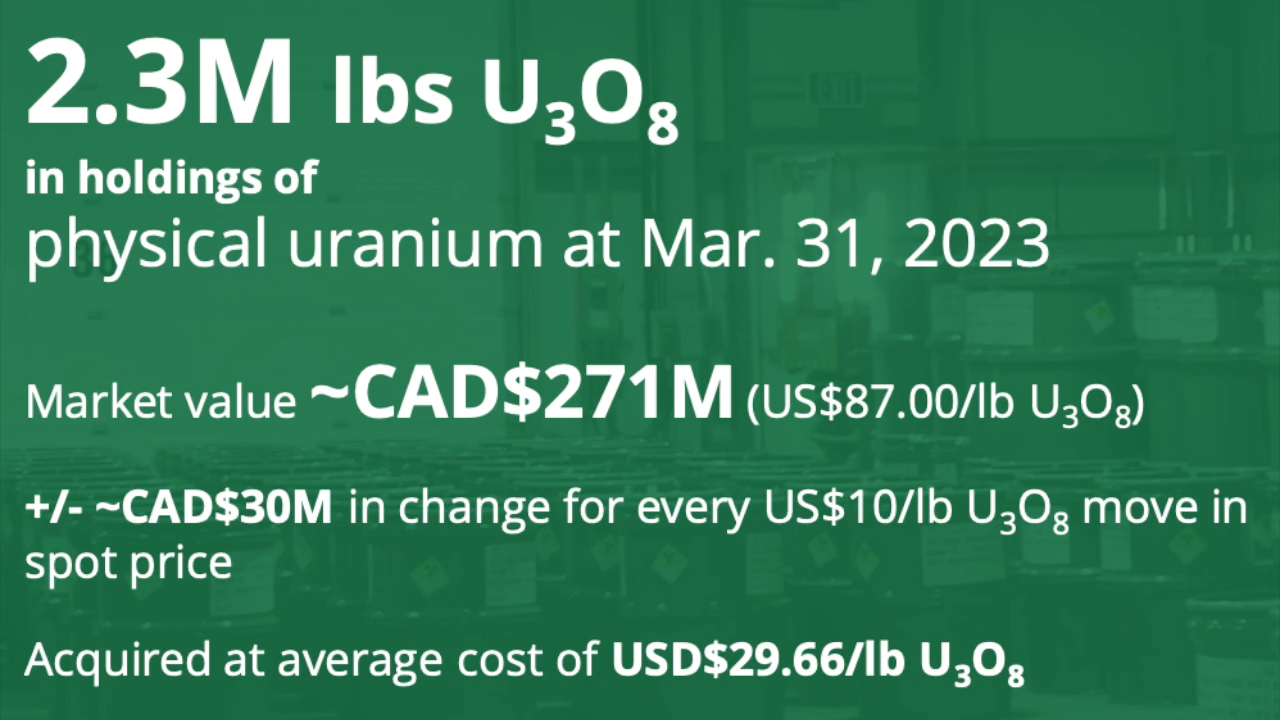 2.3M lbs U₃O₈
in holdings of
physical uranium at Mar. 31, 2023
Market value ~CAD$271M (US$87.00/lb U₃O₈)
+/- ~CAD$30M in change for every US$10/lb U₃O₈ move in
spot price
Acquired at average cost of USD$29.66/lb U₃O₈